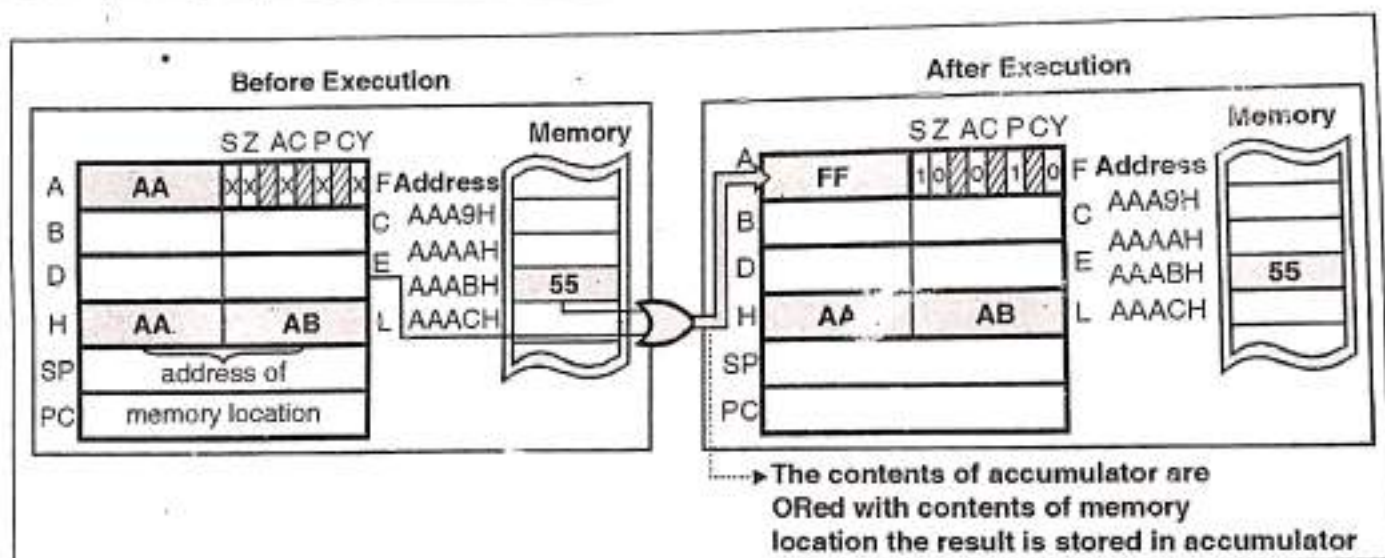 Before Execution
After Execution
S Z AC P CY
Memory
A AA X X X X X F Address
B C AAA9H
D E AAAAH
AAABH 55
H AA AB L AAACH
SP address of
PC memory location
S Z AC P CY
Memory
A FF 1 0 0 1 0 F Address
B C AAA9H
D E AAAAH
AAABH 55
H AA AB L AAACH
SP
PC
The contents of accumulator are
ORed with contents of memory
location the result is stored in accumulator